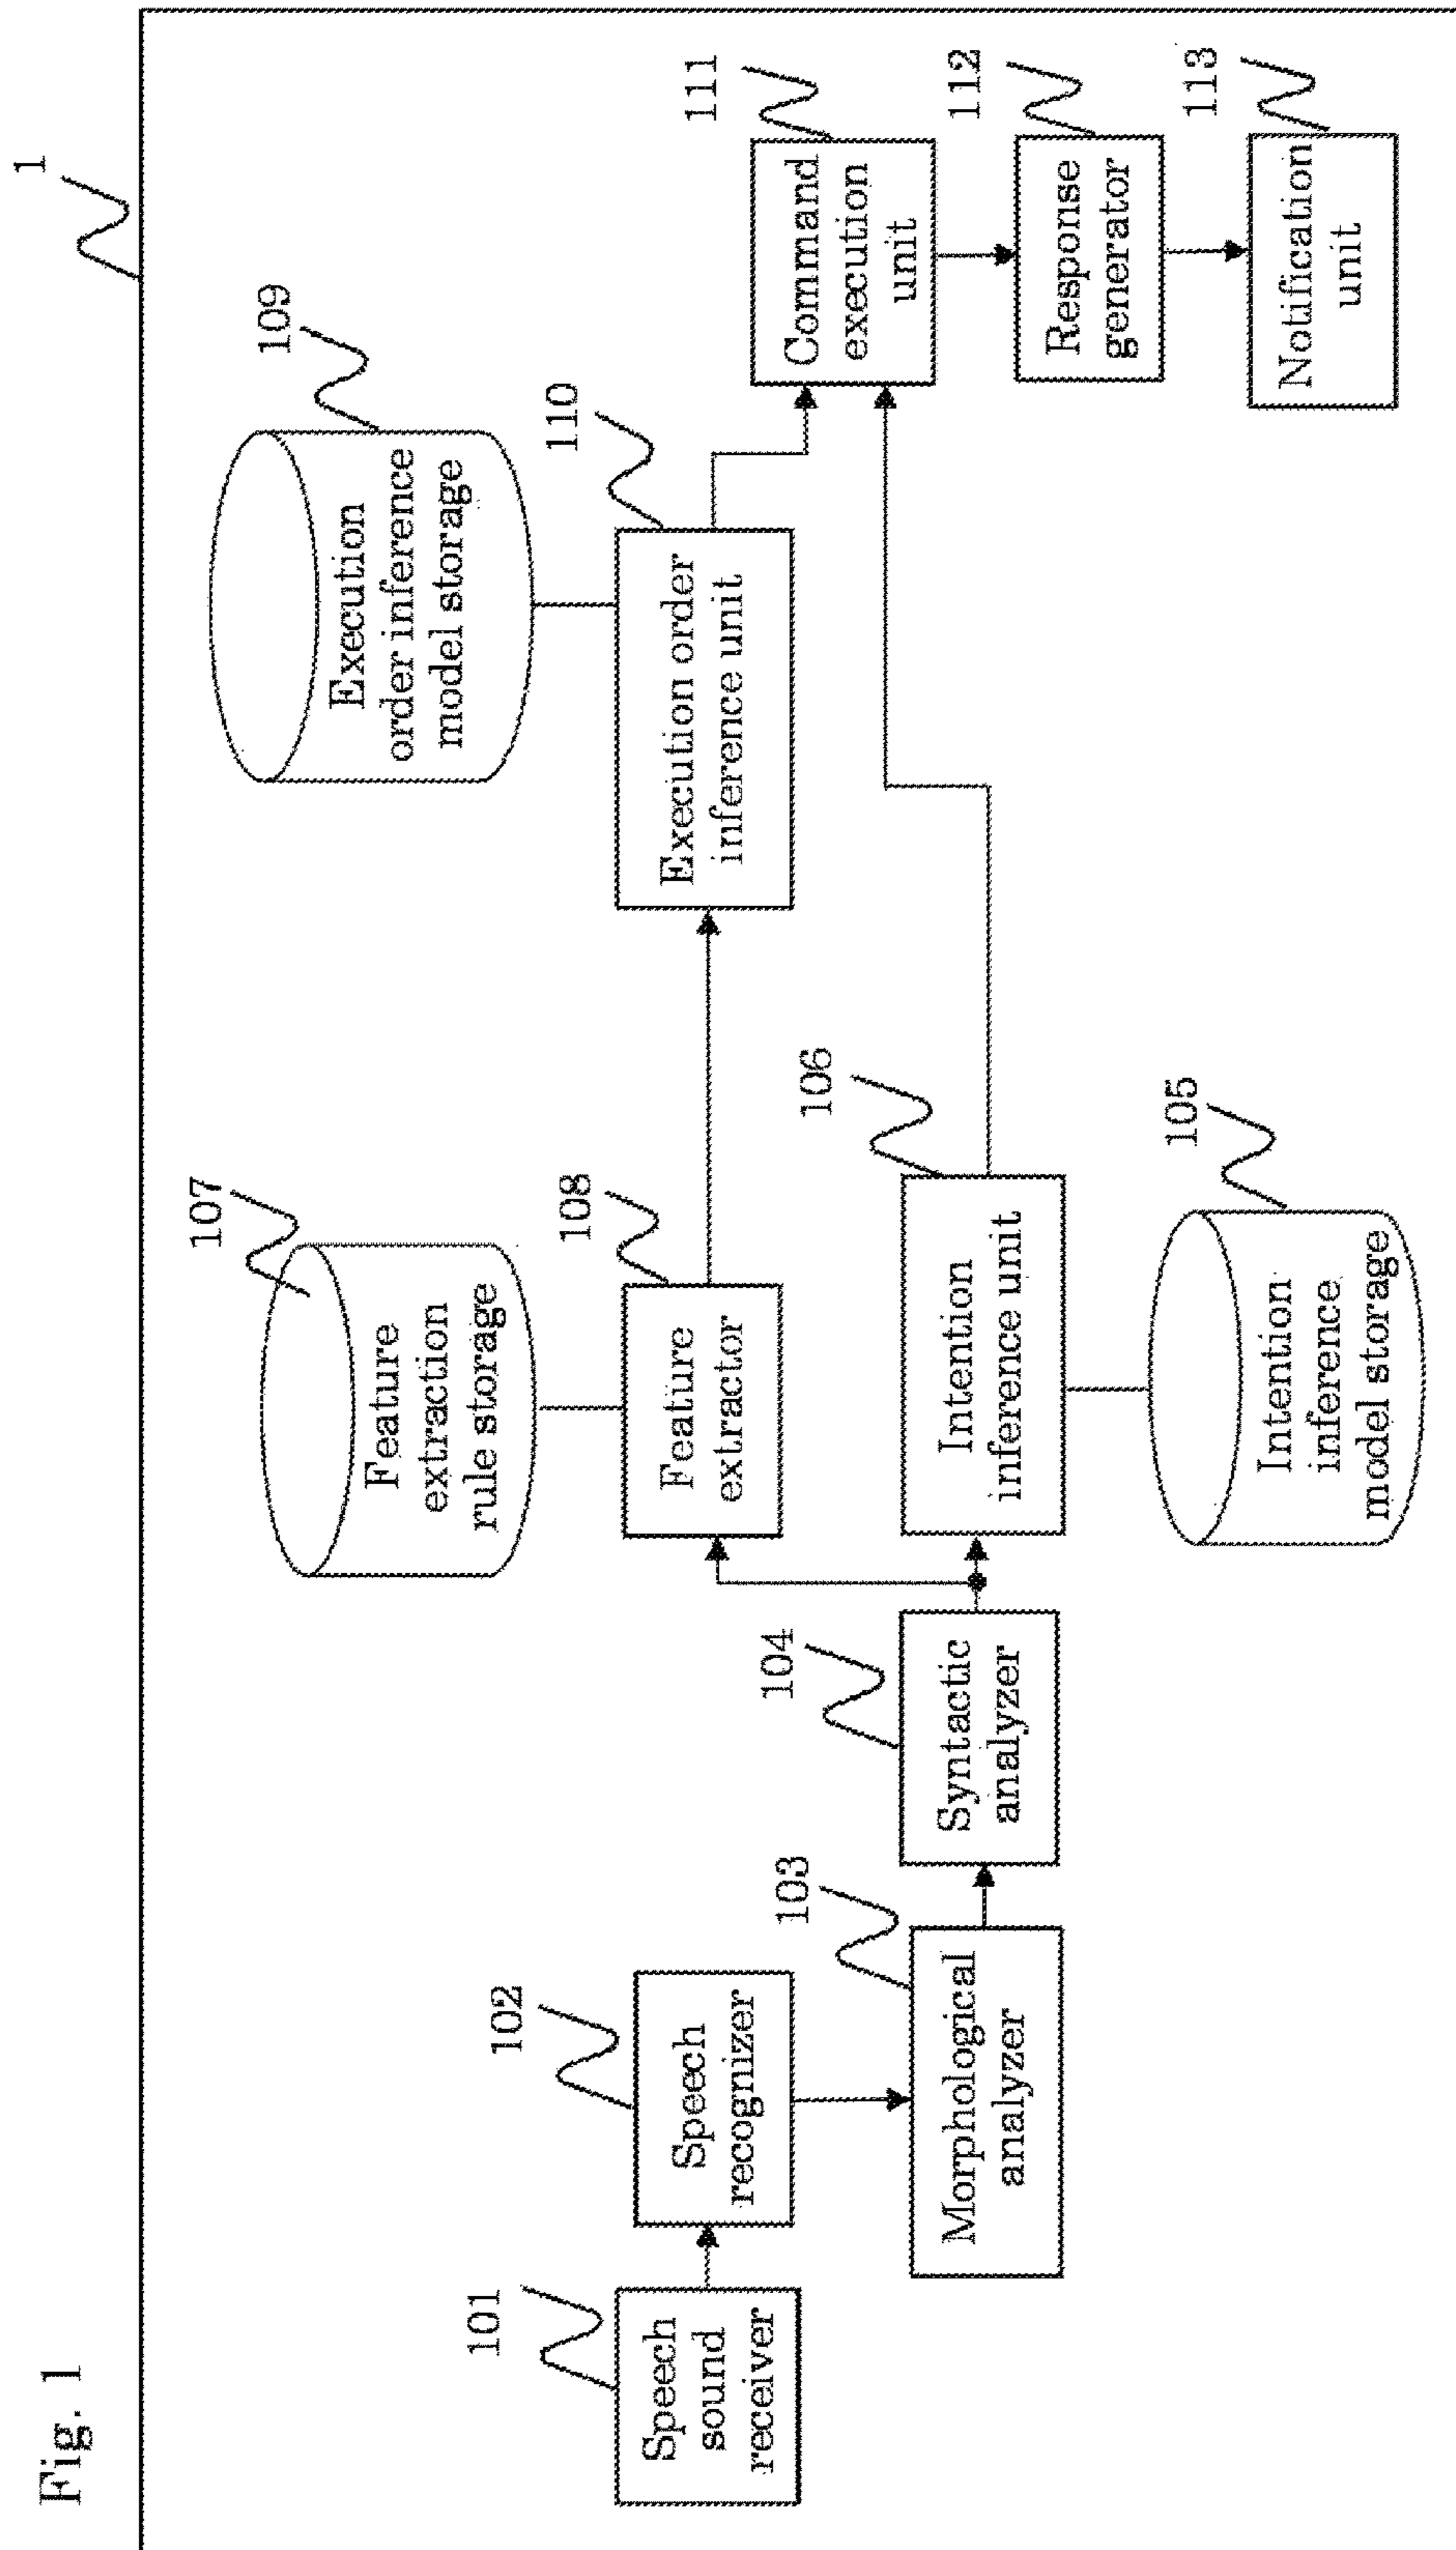 Fig. 1
1
101
Speech
sound
receiver
102
Speech
recognizer
103
Morphological
analyzer
104
Syntactic
analyzer
107
Feature
extraction
rule storage
108
Feature
extractor
106
Intention
inference unit
105
Intention
inference
model storage
109
Execution
order inference
model storage
110
Execution order
inference unit
111
Command
execution
unit
112
Response
generator
113
Notification
unit